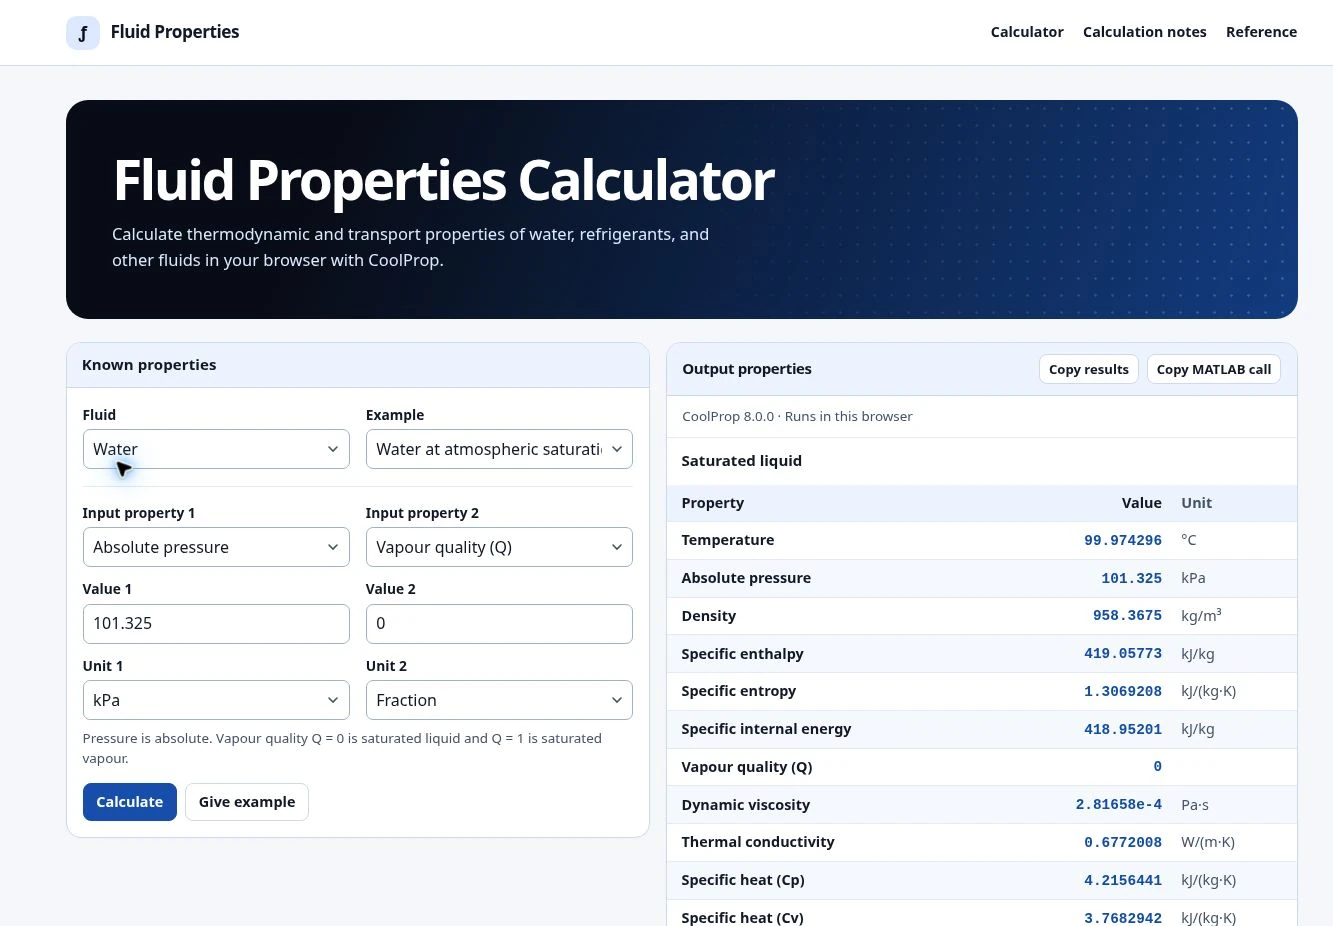 ƒ Fluid Properties
Calculator Calculation notes Reference
Fluid Properties Calculator
Calculate thermodynamic and transport properties of water, refrigerants, and
other fluids in your browser with CoolProp.
Known properties
Fluid Example
Water Water at atmospheric saturati
Input property 1 Input property 2
Absolute pressure Vapour quality (Q)
Value 1 Value 2
101.325 0
Unit 1 Unit 2
kPa Fraction
Pressure is absolute. Vapour quality Q = 0 is saturated liquid and Q = 1 is saturated
vapour.
Calculate Give example
Output properties Copy results Copy MATLAB call
CoolProp 8.0.0 · Runs in this browser
Saturated liquid
Property Value Unit
Temperature 99.974296 °C
Absolute pressure 101.325 kPa
Density 958.3675 kg/m³
Specific enthalpy 419.05773 kJ/kg
Specific entropy 1.3069208 kJ/(kg·K)
Specific internal energy 418.95201 kJ/kg
Vapour quality (Q) 0
Dynamic viscosity 2.81658e-4 Pa·s
Thermal conductivity 0.6772008 W/(m·K)
Specific heat (Cp) 4.2156441 kJ/(kg·K)
Specific heat (Cv) 3.7682942 kJ/(kg·K)